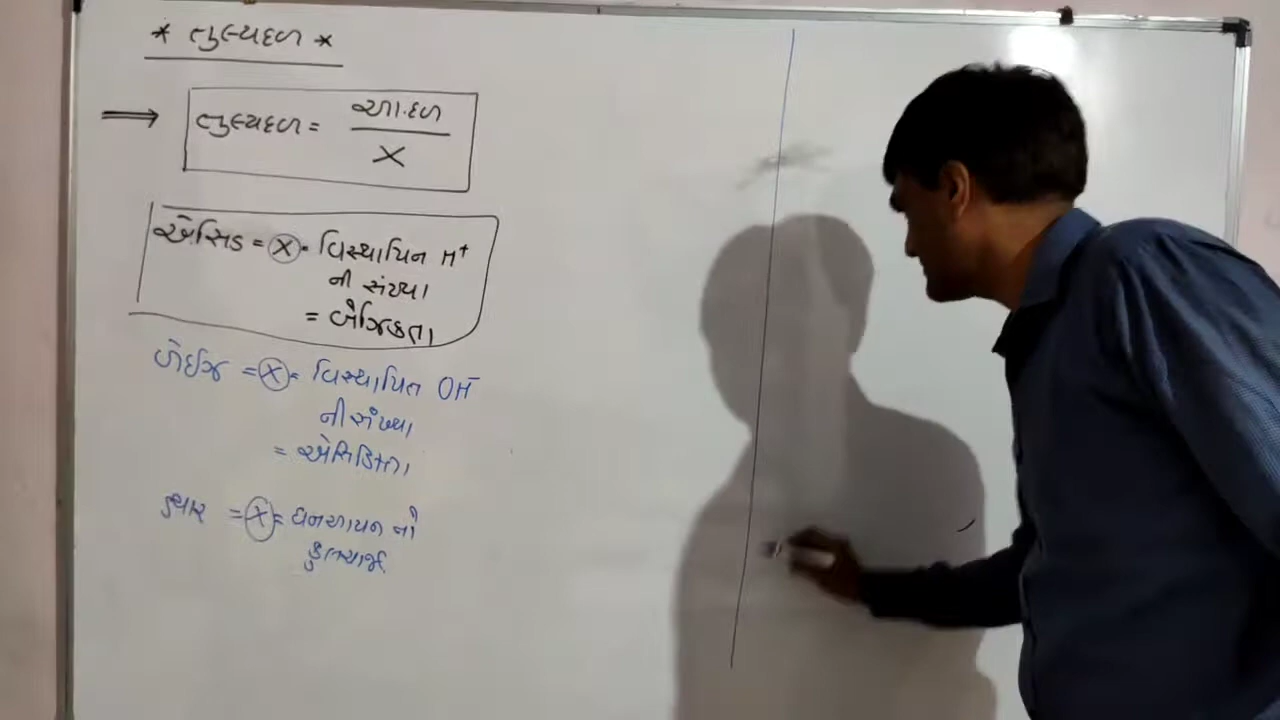 * તુલ્યદળ *
⟹ તુલ્યદળ = આ.દળ / X
એસિડ = X = વિસ્થાપિન H⁺
ની સંખ્યા
= બેઝિકતા
બેઈઝ = X = વિસ્થાપિત OH⁻
ની સંખ્યા
= એસિડિકતા
ક્ષાર = X = ધનઆયન નો
કુલચાર્જ